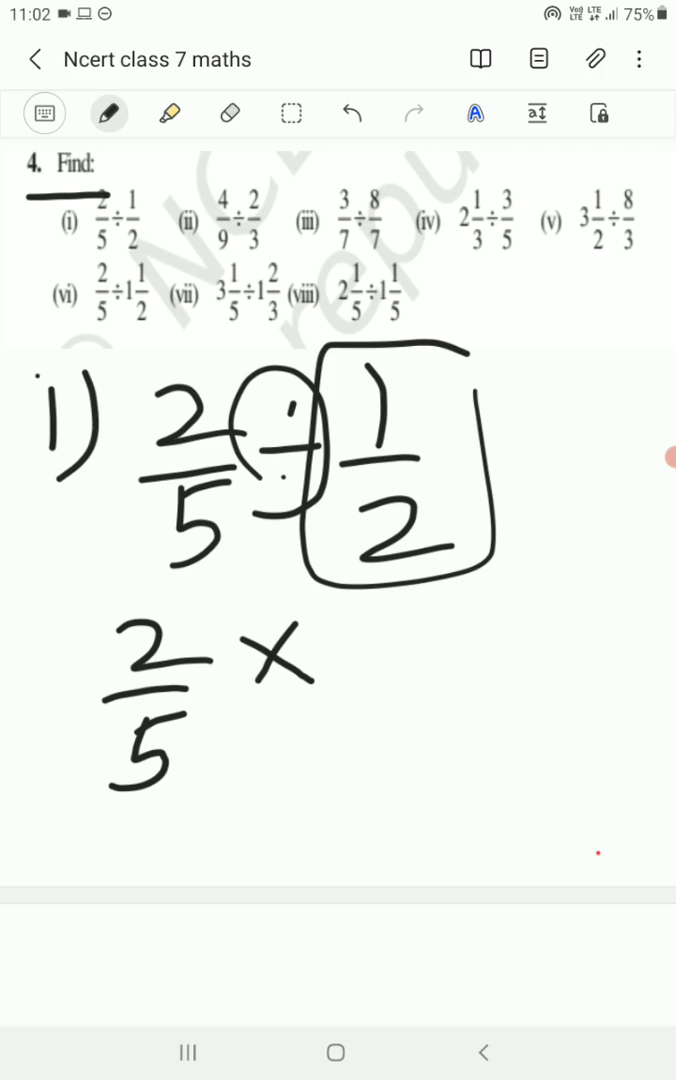 11:02 Voo) LTE LTE 75%
Ncert class 7 maths
4. Find:
(i) 2/5 ÷ 1/2 (ii) 4/9 ÷ 2/3 (iii) 3/7 ÷ 8/7 (iv) 2 1/3 ÷ 3/5 (v) 3 1/2 ÷ 8/3
(vi) 2/5 ÷ 1 1/2 (vii) 3 1/5 ÷ 1 2/3 (viii) 2 1/5 ÷ 1 1/5
i) 2/5 ÷ 1/2
2/5 ×